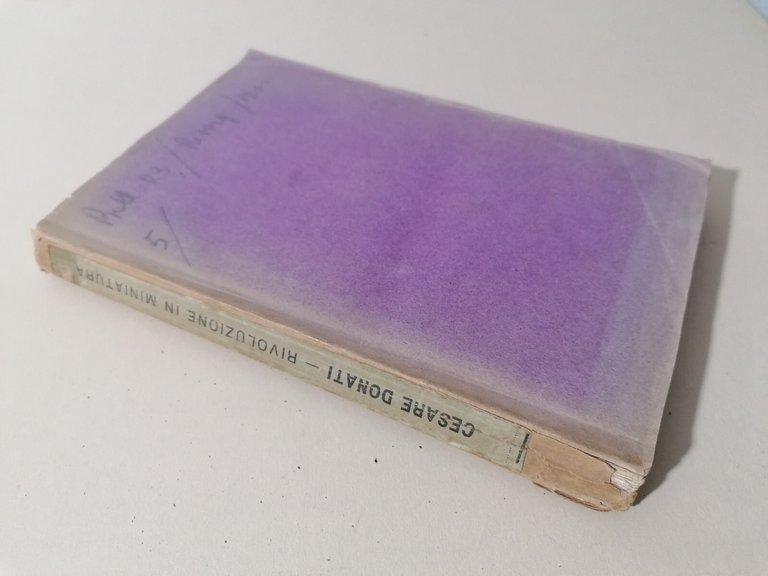 5/
CESARE DONATI — RIVOLUZIONE IN MINIATURA